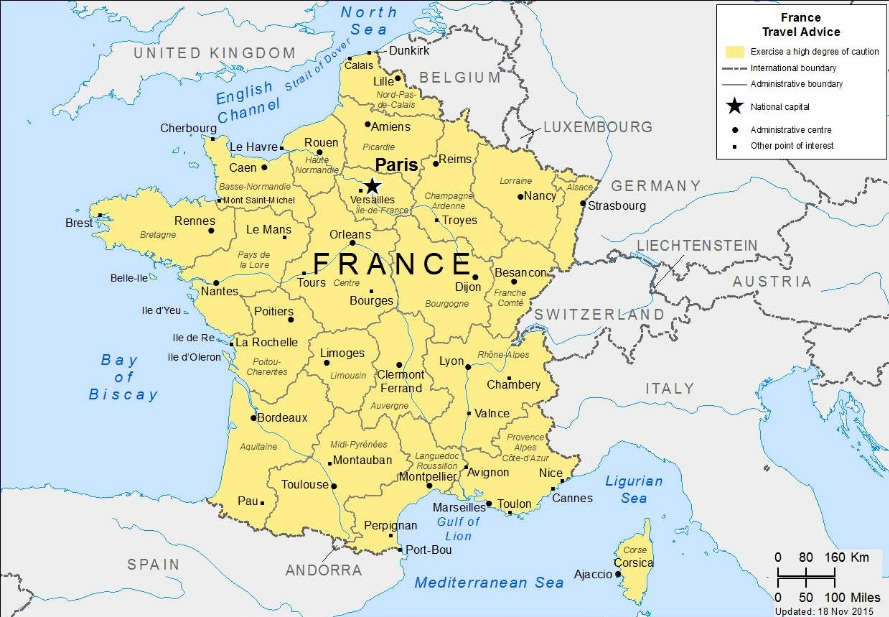 North
Sea
UNITED KINGDOM
Strait of Dover
Dunkirk
Calais
BELGIUM
Lille
Nord-Pas-
de-Calais
English
Channel
LUXEMBOURG
Cherbourg
Amiens
Le Havre
Rouen
Picardie
Haute
Normandie
Paris
Reims
Caen
Basse-Normandie
Lorraine
Alsace
GERMANY
Mont Saint-Michel
Versailles
Île-de-France
Champagne
Ardenne
Nancy
Strasbourg
Brest
Rennes
Bretagne
Le Mans
Troyes
Orleans
Pays de
la Loire
FRANCE
LIECHTENSTEIN
Belle-Ile
Tours
Centre
Dijon
Besancon
AUSTRIA
Nantes
Bourges
Bourgogne
Franche
Comté
Ile d'Yeu
Poitiers
SWITZERLAND
Ile de Re
La Rochelle
Ile d'Oleron
Poitou-
Charentes
Limoges
Limousin
Clermont
Ferrand
Auvergne
Lyon
Rhône-Alpes
Chambery
Bay
of
Biscay
ITALY
Bordeaux
Valnce
Aquitaine
Midi-Pyrénées
Provence
Alpes
Côte-d'Azur
Montauban
Languedoc
Roussillon
Montpellier
Avignon
Nice
Cannes
Ligurian
Sea
Toulouse
Pau
Marseilles
Toulon
Gulf of
Lion
Perpignan
Port-Bou
SPAIN
ANDORRA
Mediterranean Sea
Corse
Corsica
Ajaccio
France
Travel Advice
Exercise a high degree of caution
International boundary
Administrative boundary
National capital
Administrative centre
Other point of interest
0 80 160 Km
0 50 100 Miles
Updated: 18 Nov 2015